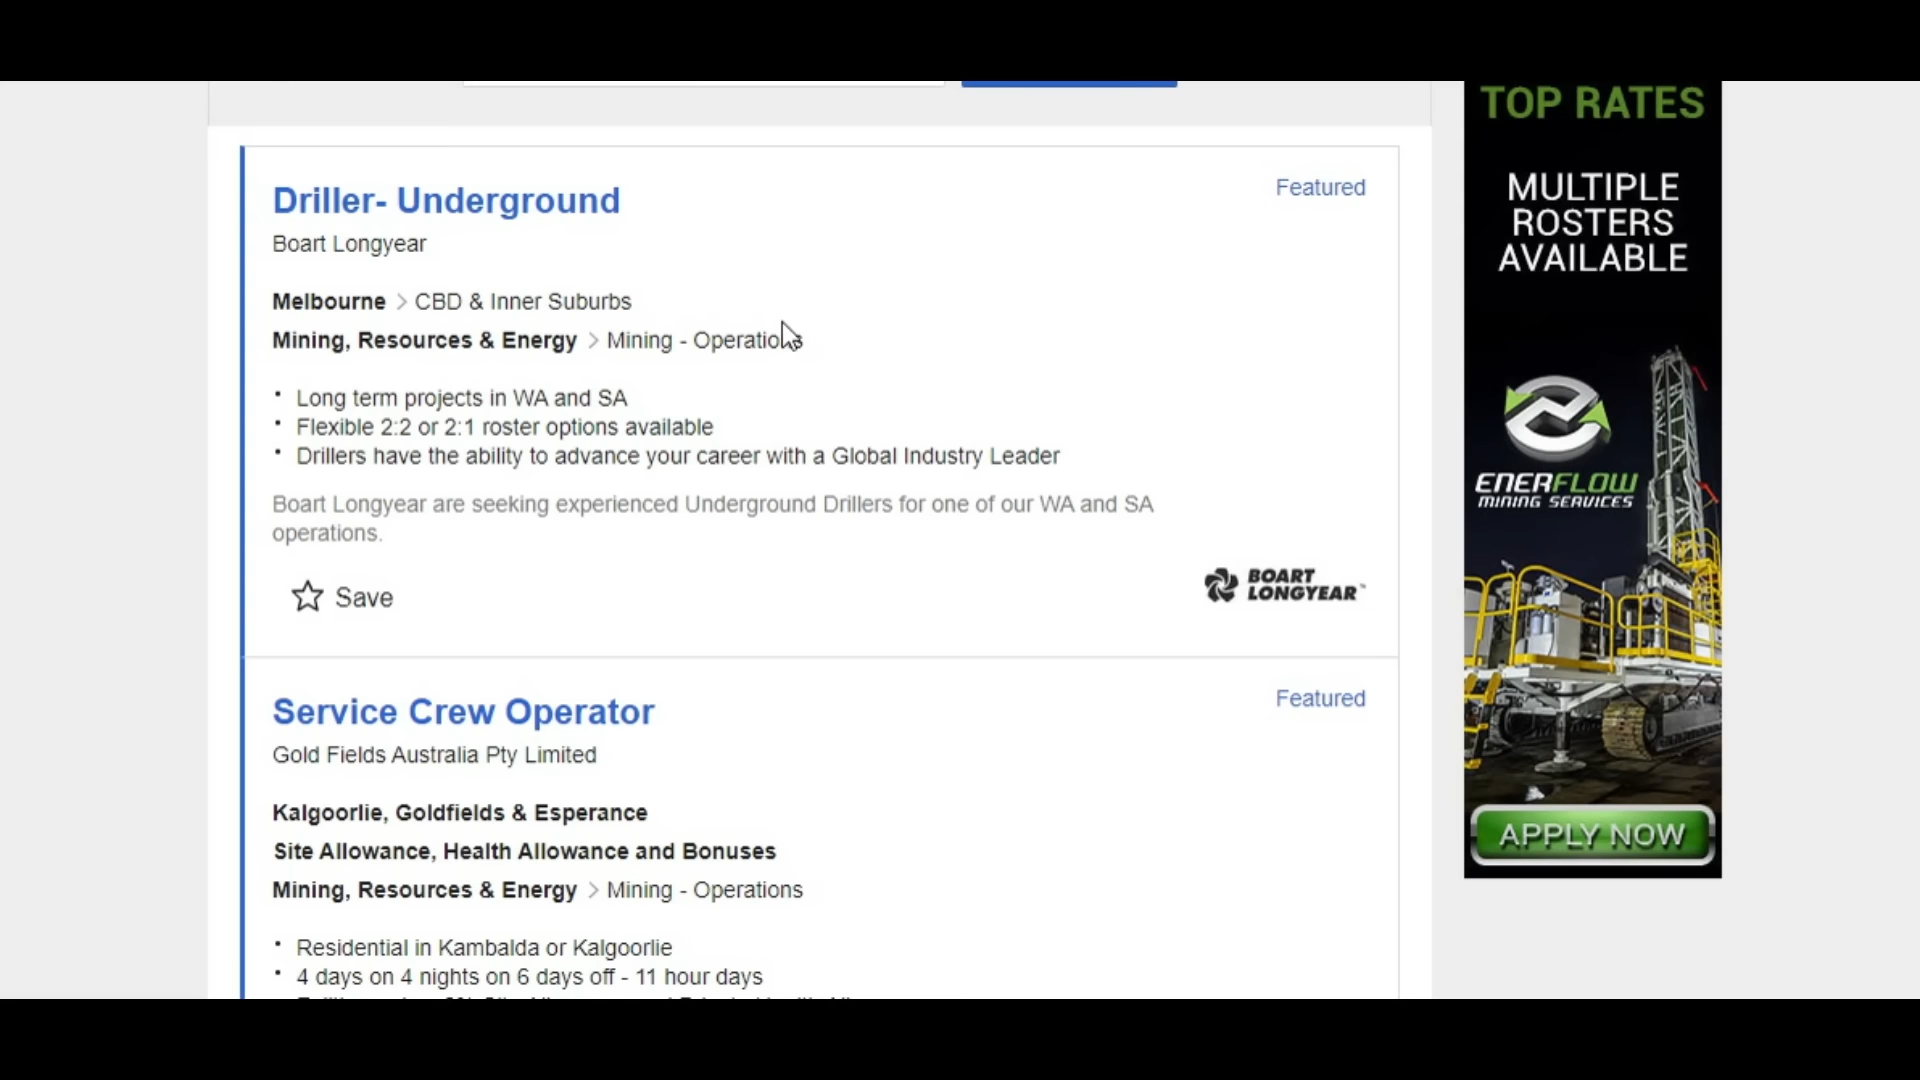 Driller- Underground
Featured
Boart Longyear
Melbourne > CBD & Inner Suburbs
Mining, Resources & Energy > Mining - Operations
• Long term projects in WA and SA
• Flexible 2:2 or 2:1 roster options available
• Drillers have the ability to advance your career with a Global Industry Leader
Boart Longyear are seeking experienced Underground Drillers for one of our WA and SA
operations.
Save
BOART
LONGYEAR™
Service Crew Operator
Featured
Gold Fields Australia Pty Limited
Kalgoorlie, Goldfields & Esperance
Site Allowance, Health Allowance and Bonuses
Mining, Resources & Energy > Mining - Operations
• Residential in Kambalda or Kalgoorlie
• 4 days on 4 nights on 6 days off - 11 hour days
TOP RATES
MULTIPLE
ROSTERS
AVAILABLE
ENERFLOW
MINING SERVICES
APPLY NOW